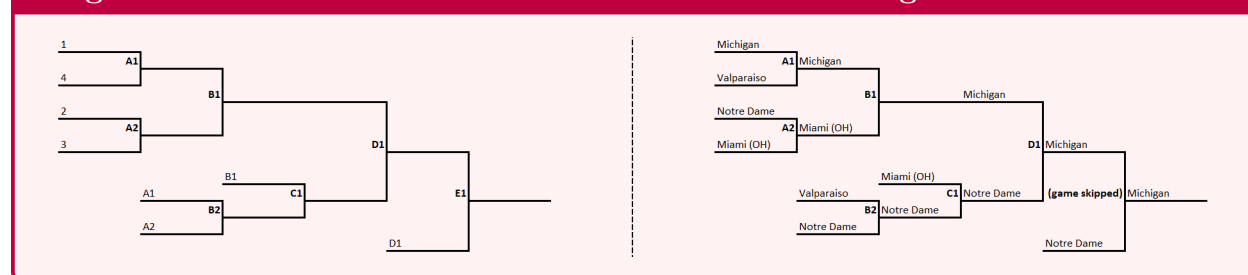 1
A1
4
B1
2
A2
3
D1
B1
A1
C1
E1
B2
A2
D1
Michigan
A1 Michigan
Valparaiso
B1 Michigan
Notre Dame
A2 Miami (OH)
Miami (OH)
D1 Michigan
Miami (OH)
Valparaiso
C1 Notre Dame
(game skipped) Michigan
B2 Notre Dame
Notre Dame
Notre Dame